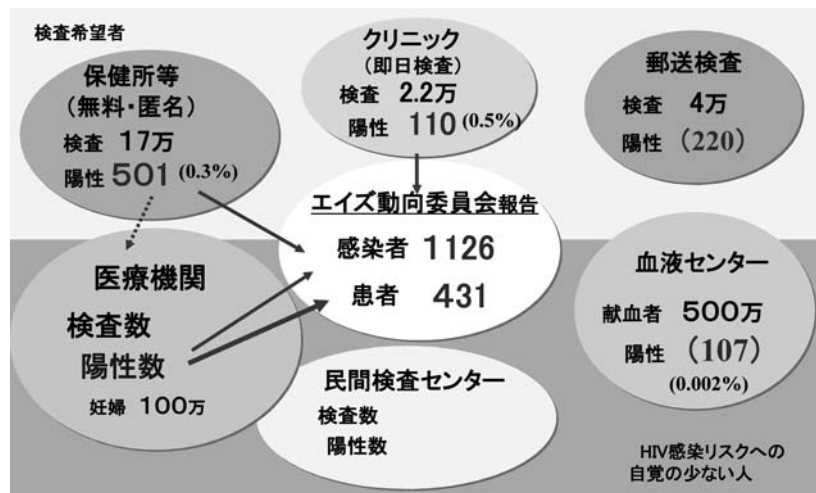 検査希望者
保健所等
(無料・匿名)
検査 17万
陽性 501 (0.3%)
クリニック
(即日検査)
検査 2.2万
陽性 110 (0.5%)
郵送検査
検査 4万
陽性 (220)
エイズ動向委員会報告
感染者 1126
患者 431
医療機関
検査数
陽性数
妊婦 100万
民間検査センター
検査数
陽性数
血液センター
献血者 500万
陽性 (107)
(0.002%)
HIV感染リスクへの
自覚の少ない人